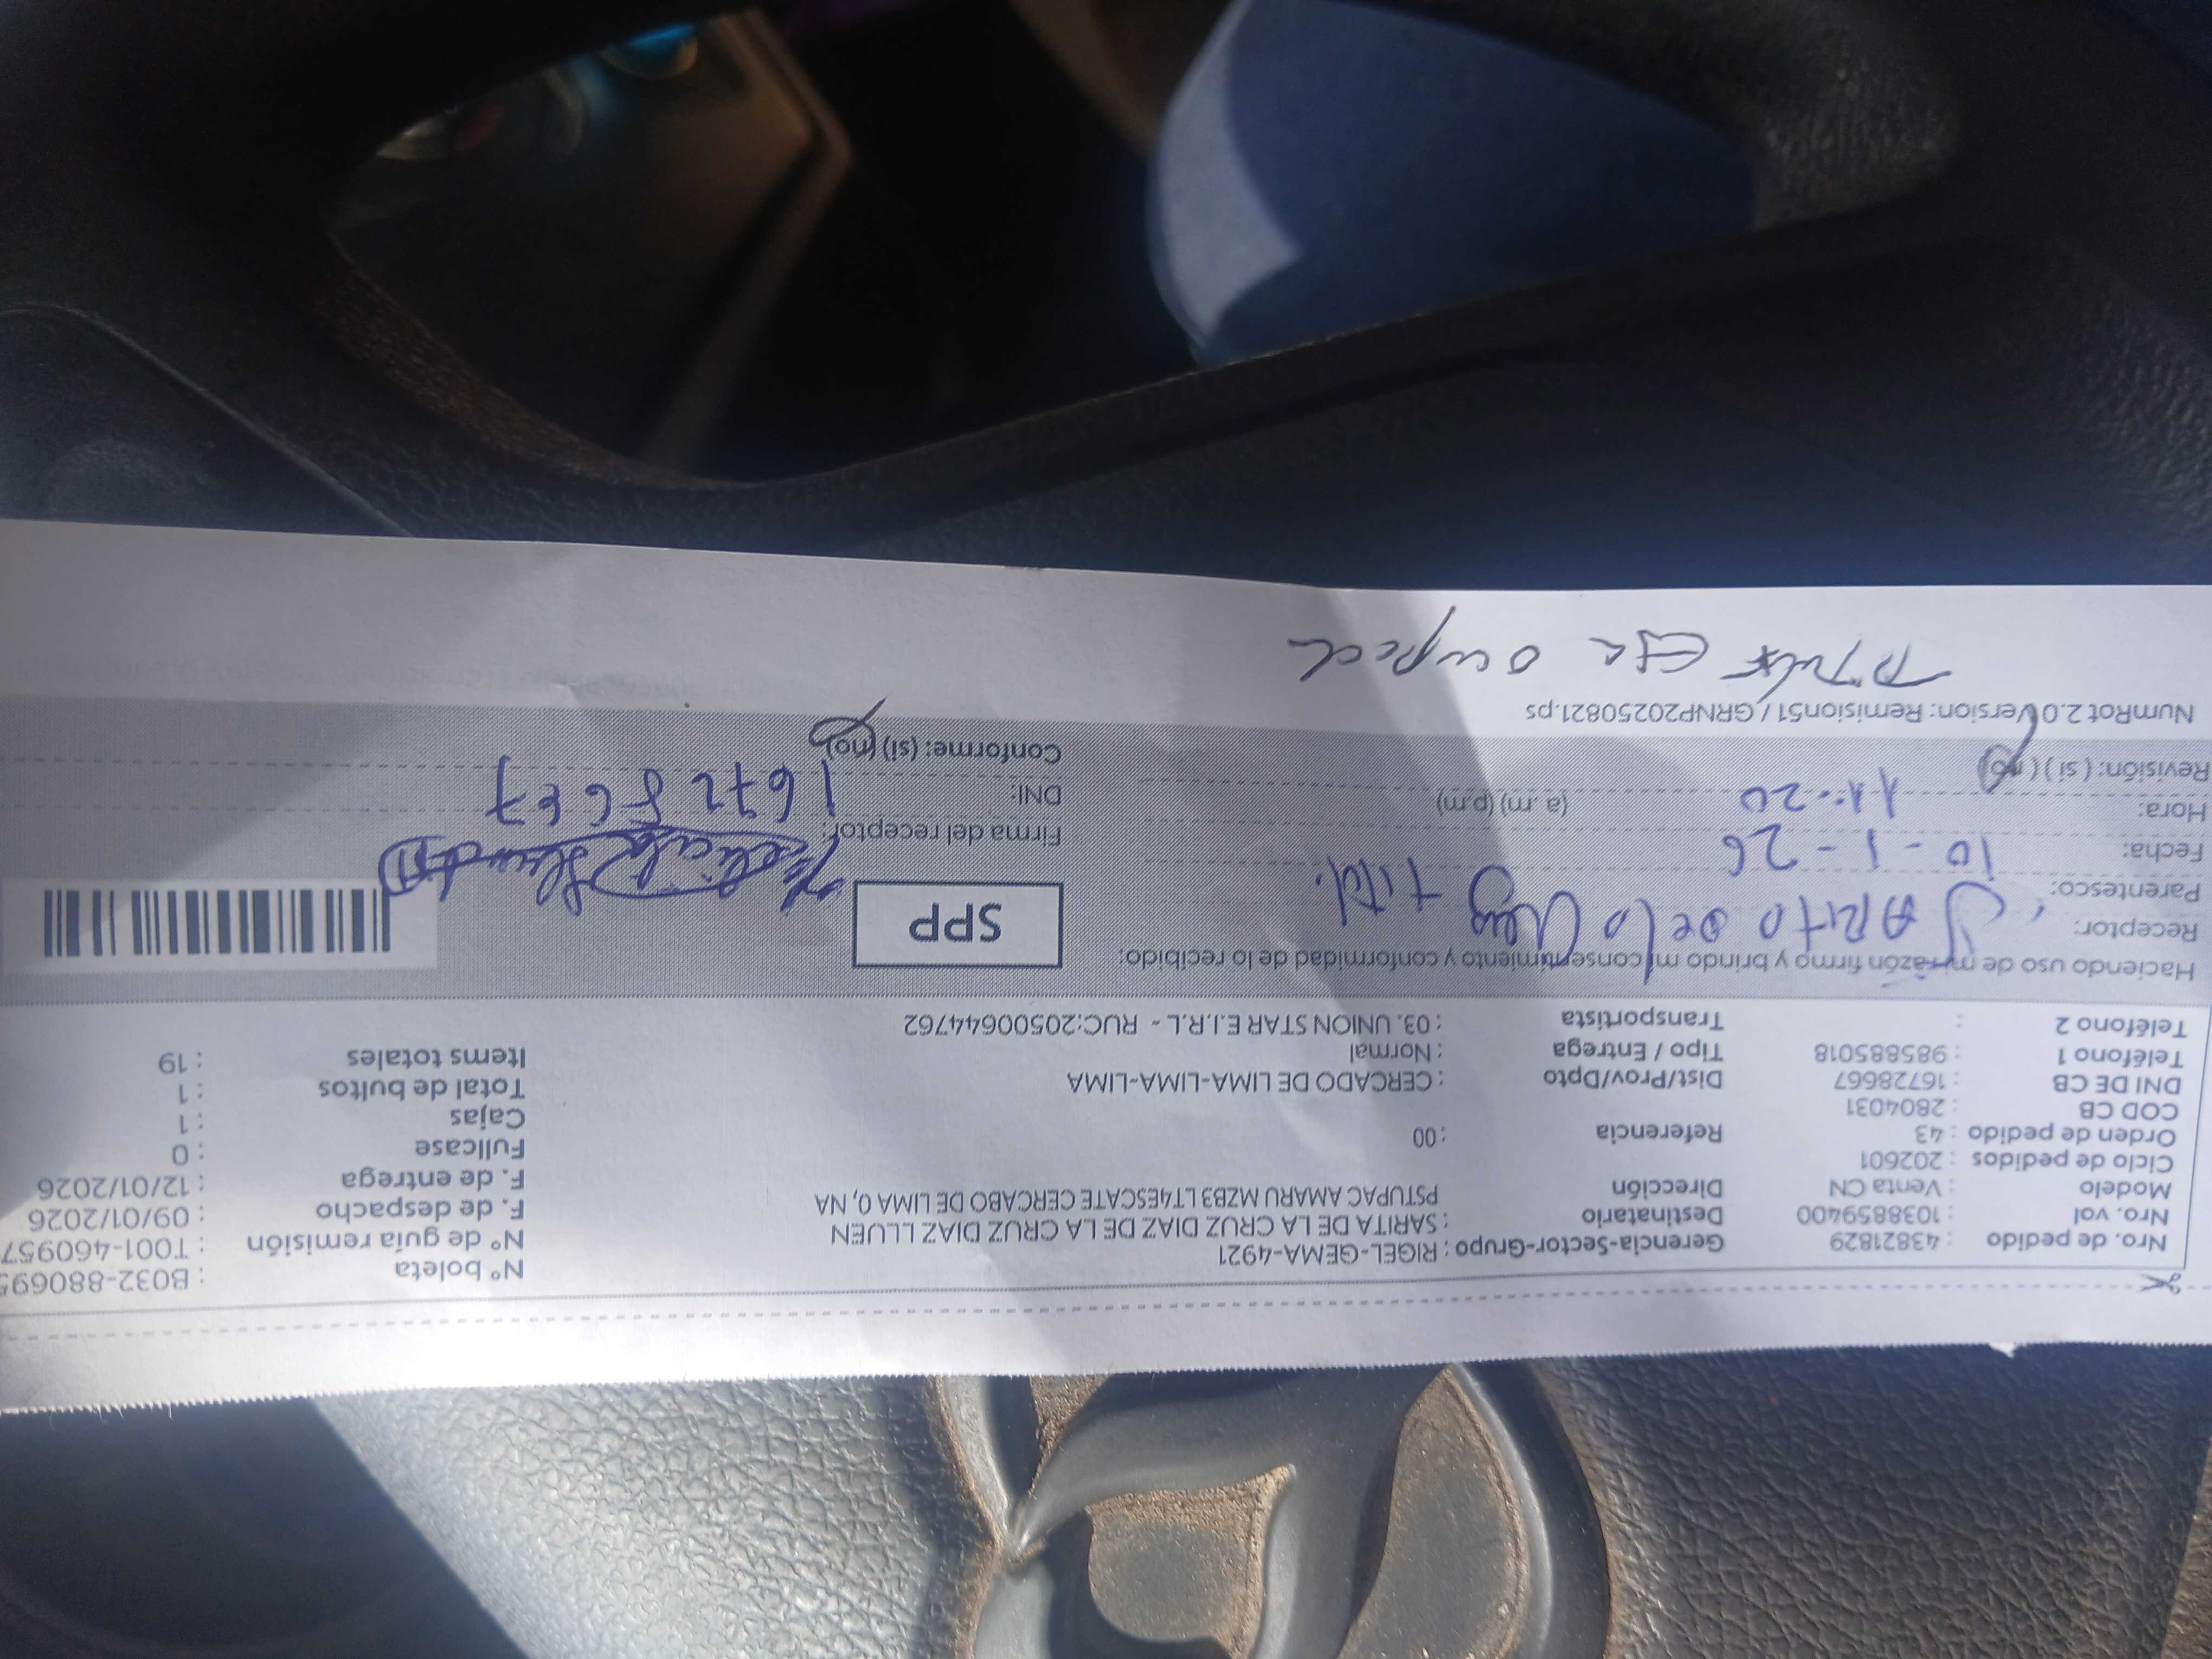 Nro. de pedido : 43821829 Gerencia-Sector-Grupo : RIGEL-GEMA-4921 N° boleta : B032-880695
Nro. vol : 1038859400 Destinatario : SARITA DE LA CRUZ DIAZ DE LA CRUZ DIAZ LLUEN N° de guía remisión : T001-460957
Modelo : Venta CN Dirección PSTUPAC AMARU MZB3 LT4ESCATE CERCABO DE LIMA 0, NA F. de despacho : 09/01/2026
Ciclo de pedidos : 202601 F. de entrega : 12/01/2026
Orden de pedido : 43 Referencia : 00 Fullcase : 0
COD CB : 2804031 Cajas : 1
DNI DE CB : 16728667 Dist/Prov/Dpto : CERCADO DE LIMA-LIMA-LIMA Total de bultos : 1
Teléfono 1 : 985885018 Tipo / Entrega : Normal Items totales : 19
Teléfono 2 : Transportista : 03. UNION STAR E.I.R.L - RUC:20500644762
Haciendo uso de mi razón firmo y brindo mi consentimiento y conformidad de lo recibido:
Receptor: SPP
Parentesco:
Fecha: 10-1-26 Firma del receptor:
Hora: 11:20 (a.m) (p.m) DNI: 16728667
Revisión: (si) (no) Conforme: (si) (no)
NumRot 2.0 Version: Remision51 / GRNP20250821.ps